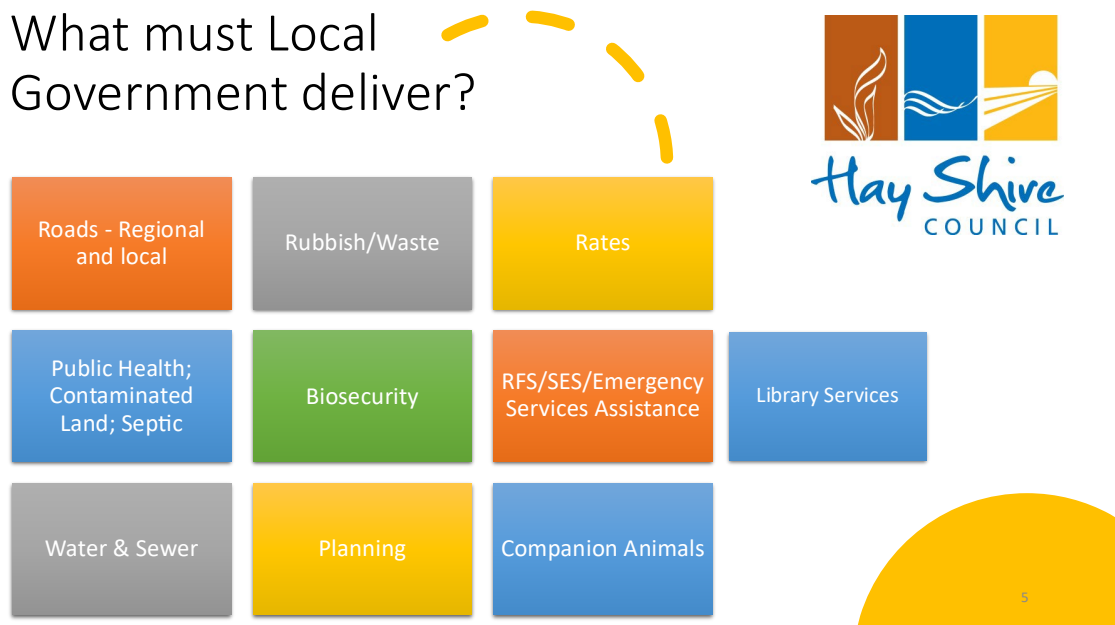 What must Local
Government deliver?
Hay Shire
COUNCIL
Roads - Regional
and local
Rubbish/Waste
Rates
Public Health;
Contaminated
Land; Septic
Biosecurity
RFS/SES/Emergency
Services Assistance
Library Services
Water & Sewer
Planning
Companion Animals
5